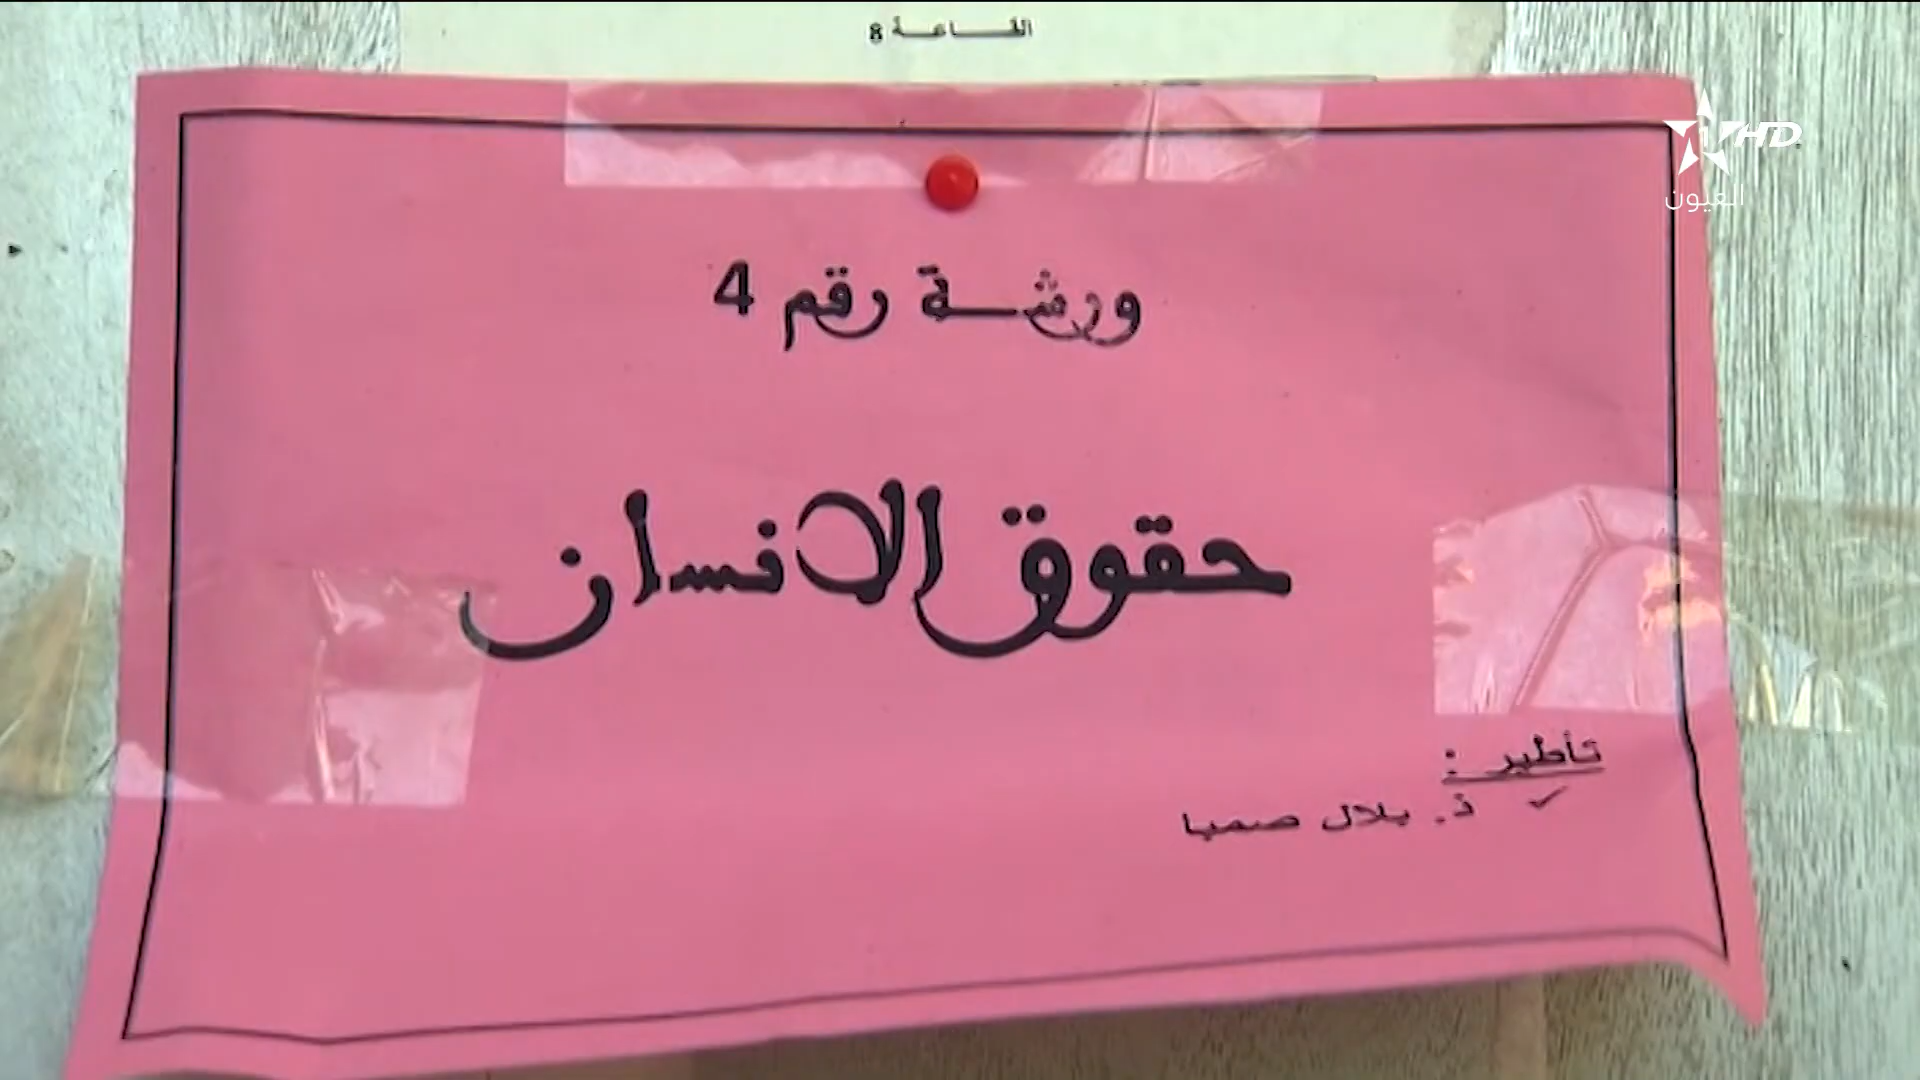 القاعة 8
HD
العيون
ورشة رقم 4
حقوق الانسان
تأطير :
✓ ذ. بلال صميا